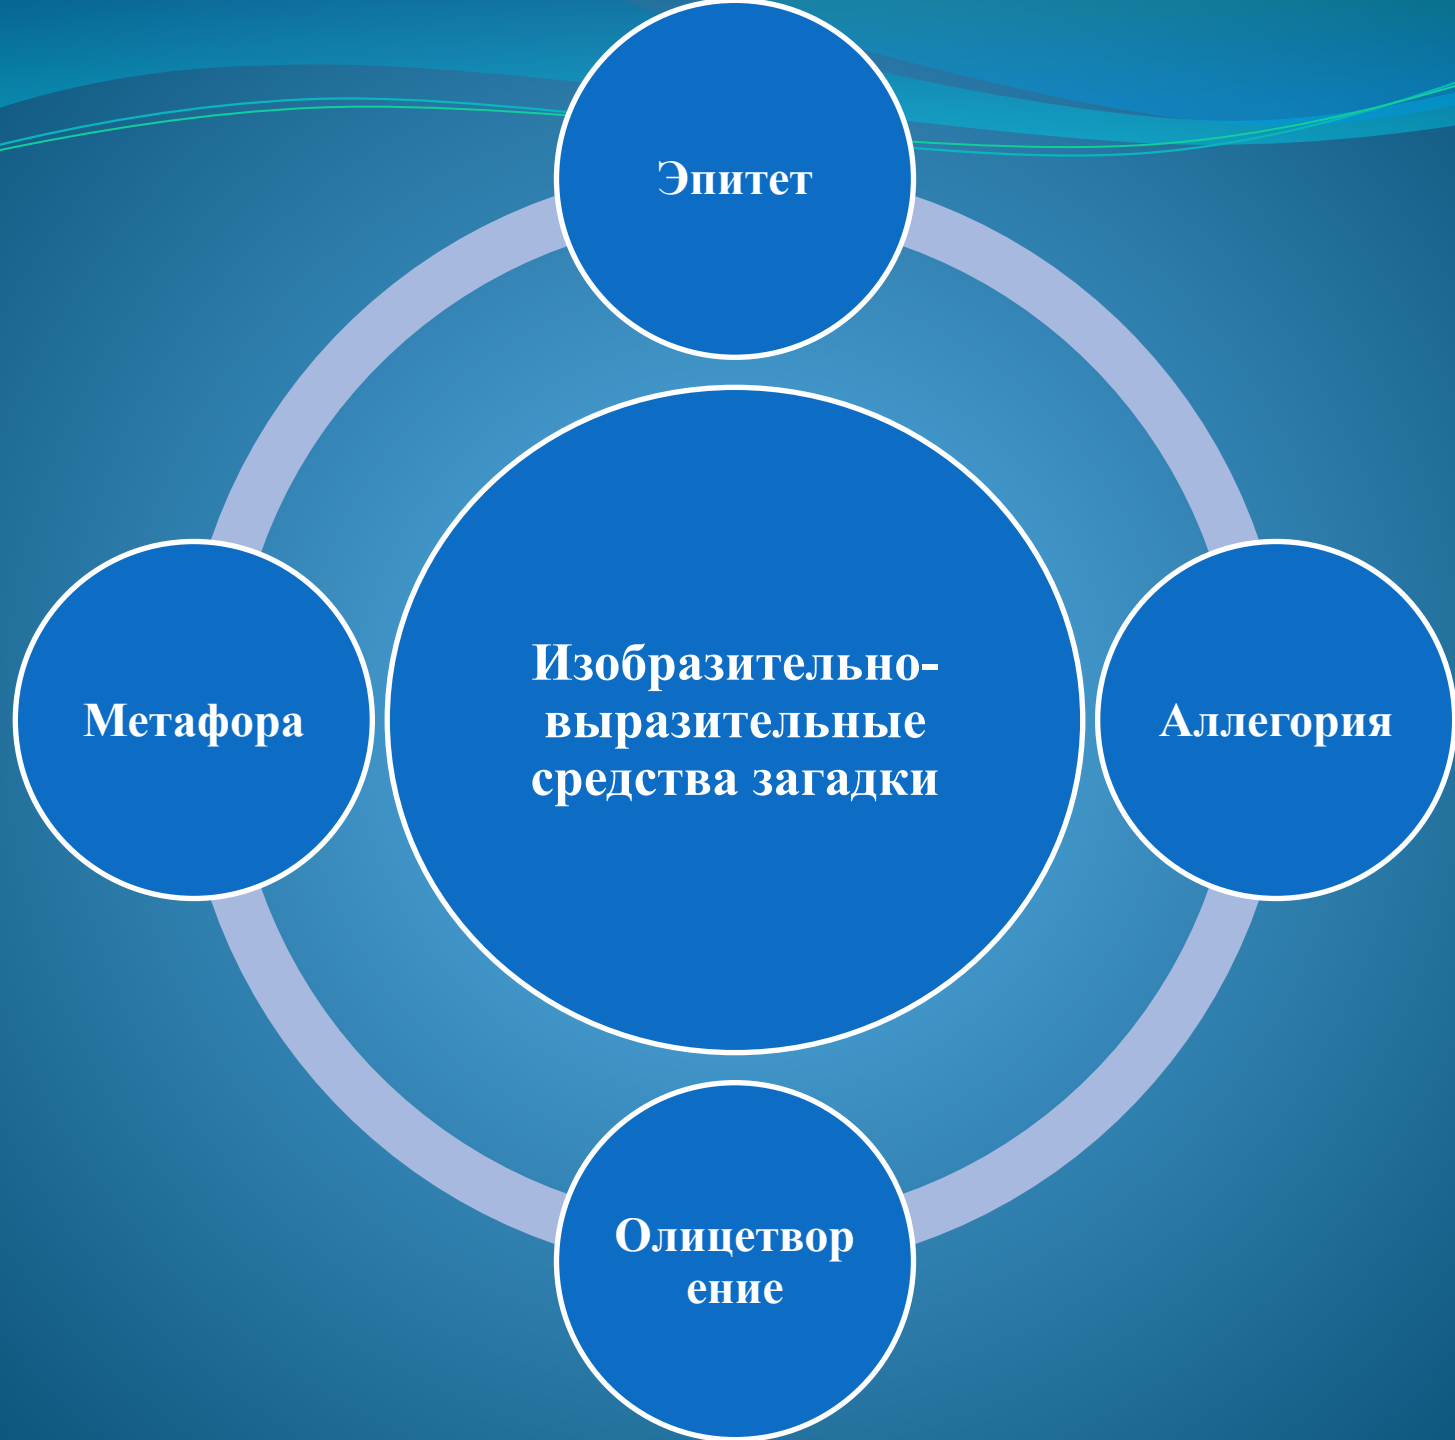 Эпитет
Изобразительно-
выразительные
средства загадки
Метафора
Аллегория
Олицетвор
ение